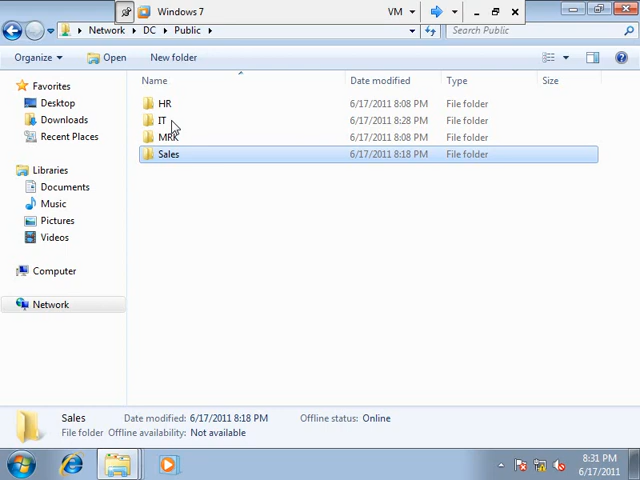 Windows 7
VM
Network
DC
Public
Search Public
Organize
Open
New folder
Name
Date modified
Type
Size
HR 6/17/2011 8:08 PM File folder
IT 6/17/2011 8:28 PM File folder
MRK 6/17/2011 8:08 PM File folder
Sales 6/17/2011 8:18 PM File folder
Favorites
Desktop
Downloads
Recent Places
Libraries
Documents
Music
Pictures
Videos
Computer
Network
Sales Date modified: 6/17/2011 8:18 PM Offline status: Online
File folder Offline availability: Not available
8:31 PM
6/17/2011